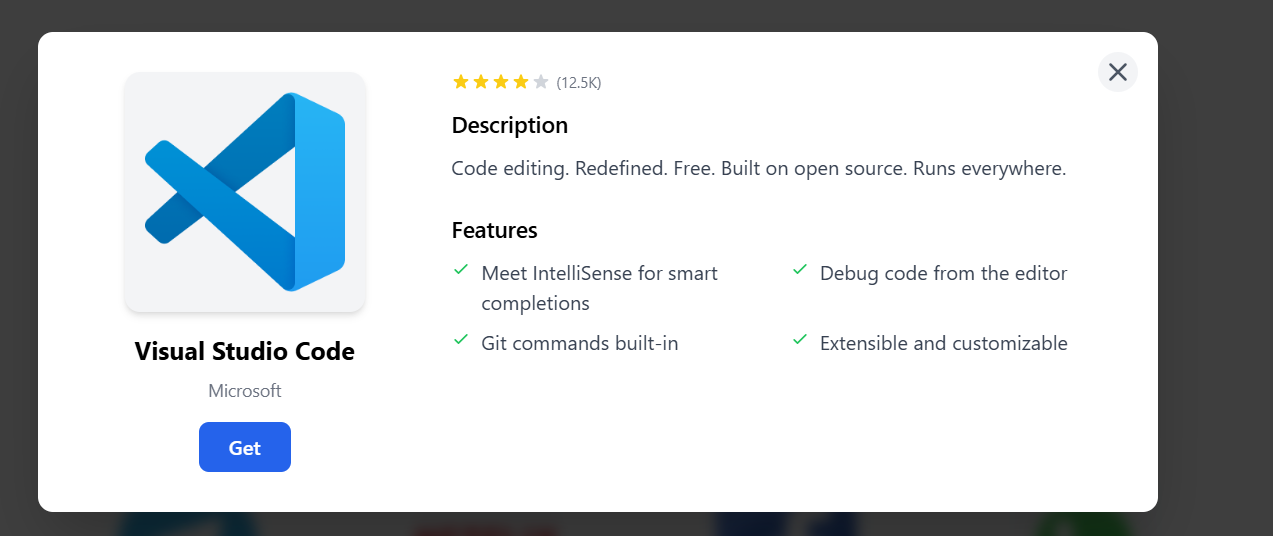 (12.5K)
Description
Code editing. Redefined. Free. Built on open source. Runs everywhere.
Features
Meet IntelliSense for smart
completions
Debug code from the editor
Git commands built-in
Extensible and customizable
Visual Studio Code
Microsoft
Get